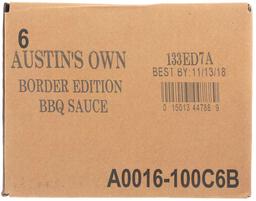 6
AUSTIN'S OWN
BORDER EDITION
BBQ SAUCE
133ED7A
BEST BY: 11/13/18
0 15013 44788 9
A0016-100C6B